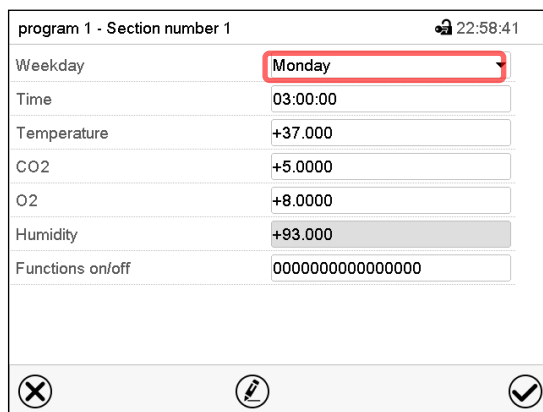 program 1 - Section number 1 22:58:41
Weekday Monday
Time 03:00:00
Temperature +37.000
CO2 +5.0000
O2 +8.0000
Humidity +93.000
Functions on/off 0000000000000000